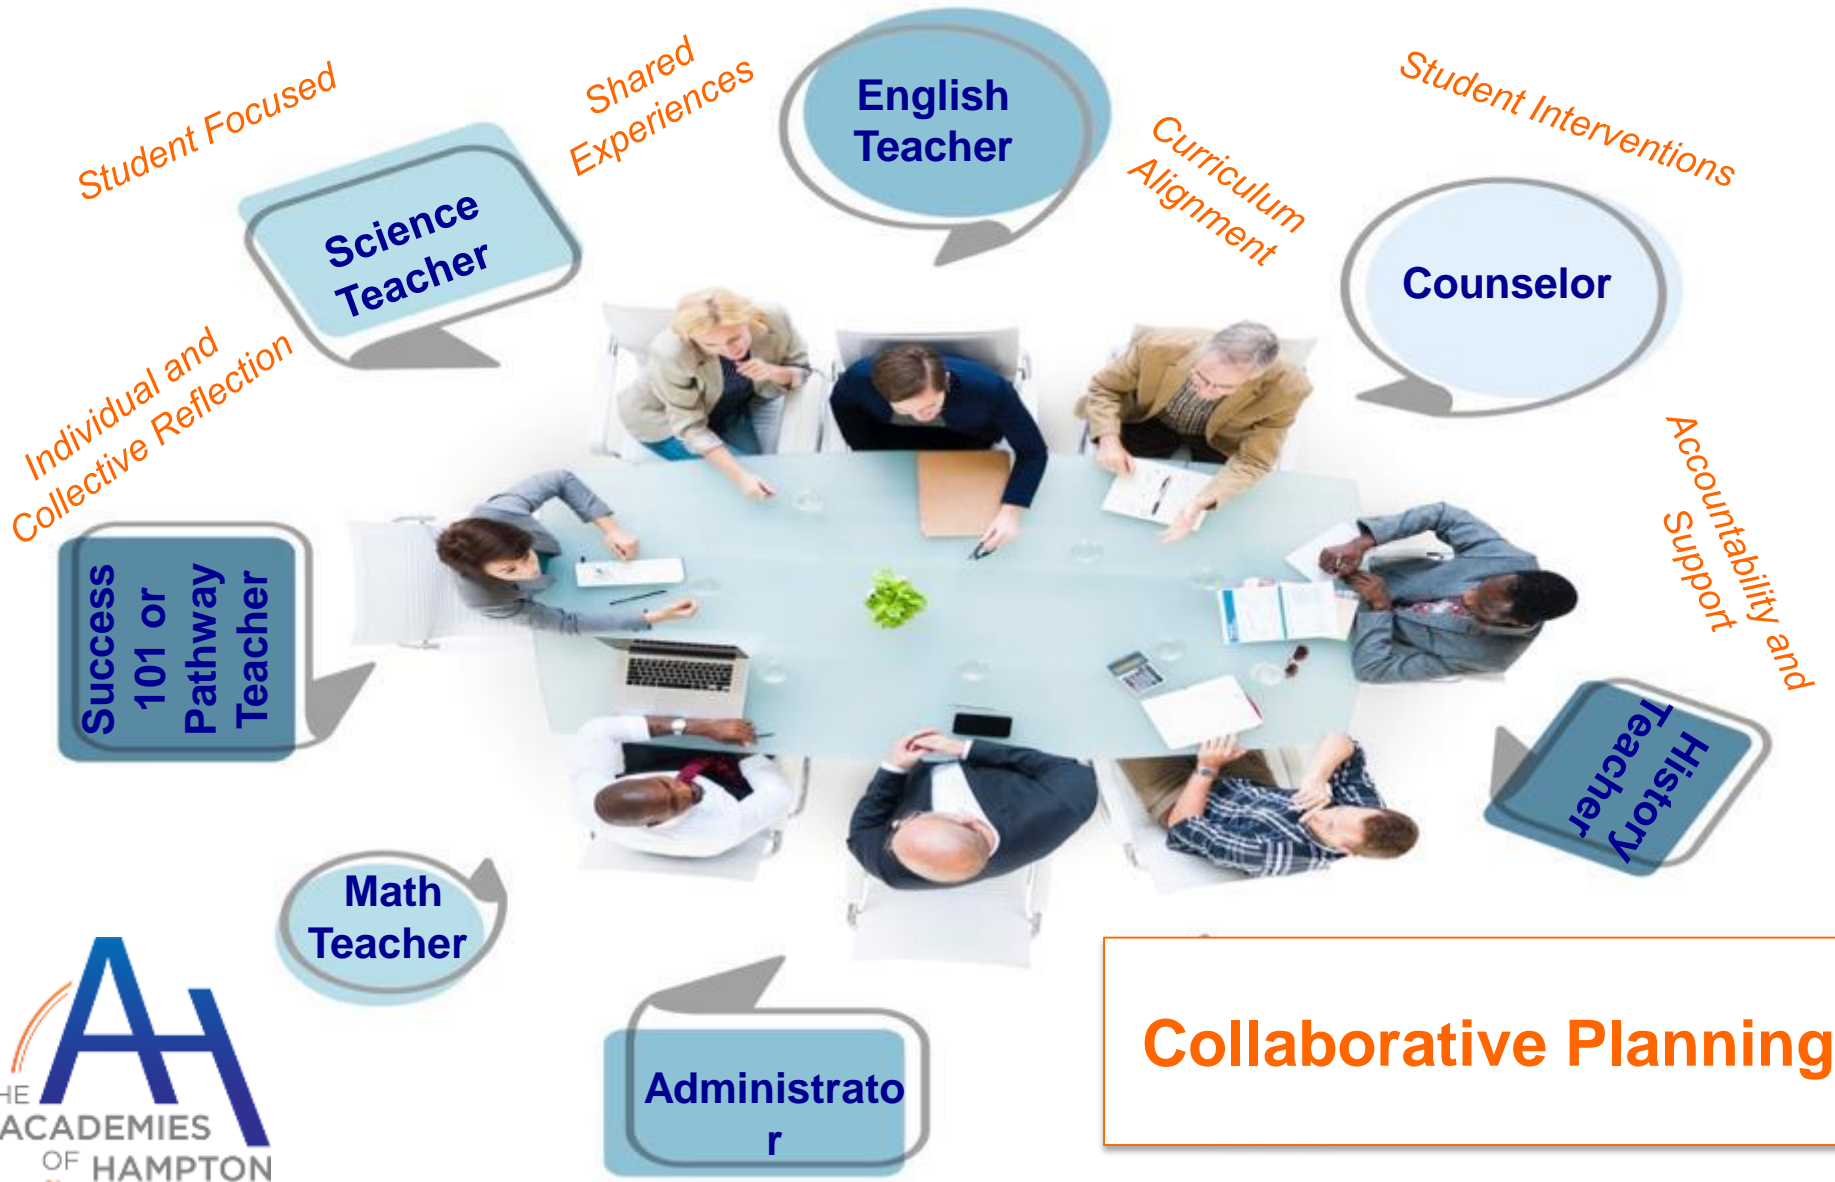 Student Focused
Shared
Experiences
English
Teacher
Curriculum
Alignment
Student Interventions
Science
Teacher
Counselor
Individual and
Collective Reflection
Accountability and
Support
Success
101 or
Pathway
Teacher
History
Teacher
Math
Teacher
Administrato
r
Collaborative Planning
AH
HE
ACADEMIES
OF HAMPTON